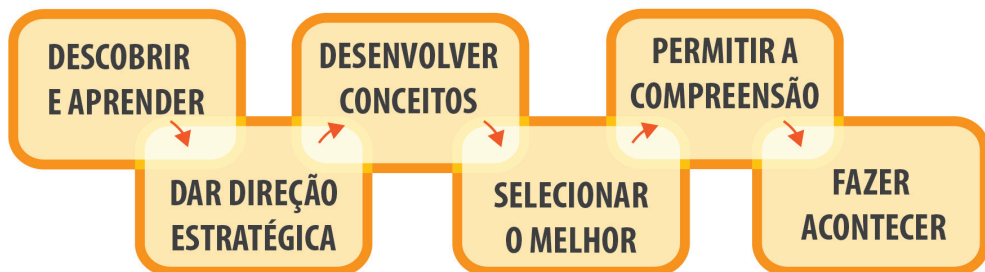 DESCOBRIR
E APRENDER
DAR DIREÇÃO
ESTRATÉGICA
DESENVOLVER
CONCEITOS
SELECIONAR
O MELHOR
PERMITIR A
COMPREENSÃO
FAZER
ACONTECER